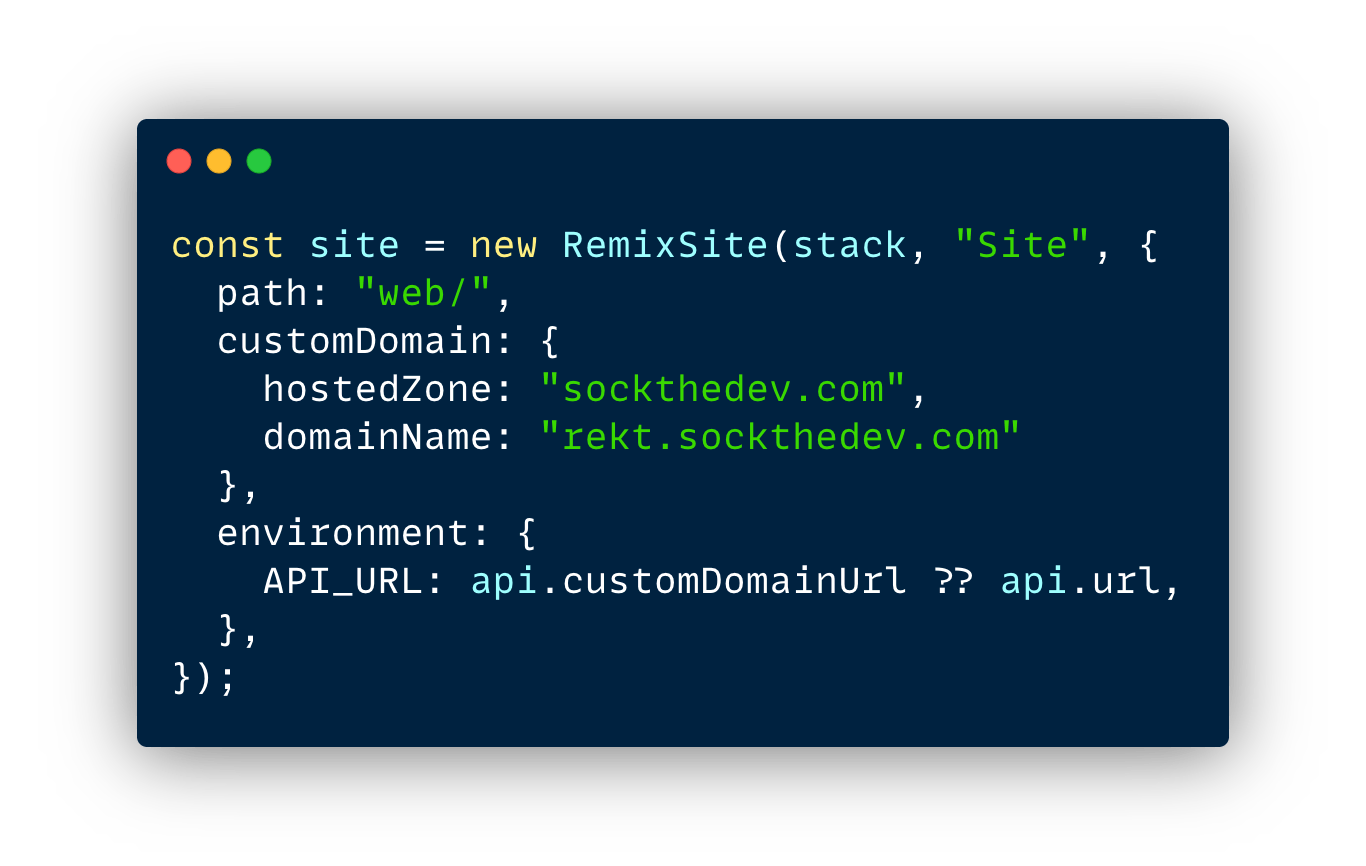 const site = new RemixSite(stack, "Site", {
  path: "web/",
  customDomain: {
    hostedZone: "sockthedev.com",
    domainName: "rekt.sockthedev.com"
  },
  environment: {
    API_URL: api.customDomainUrl ?? api.url,
  },
});